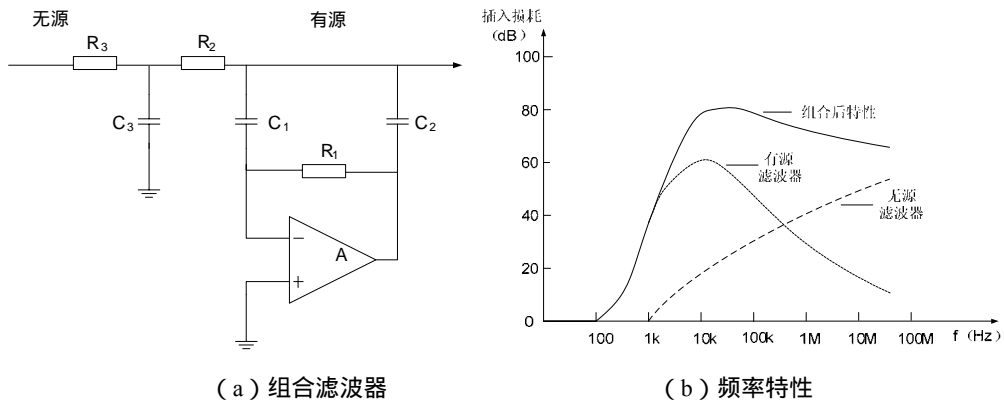 无源
有源
R3
R2
C3
C1
C2
R1
A
(a)组合滤波器
插入损耗
(dB)
100
80
60
40
20
0
组合后特性
有源
滤波器
无源
滤波器
100
1k
10k
100k
1M
10M
100M
f (Hz)
(b)频率特性